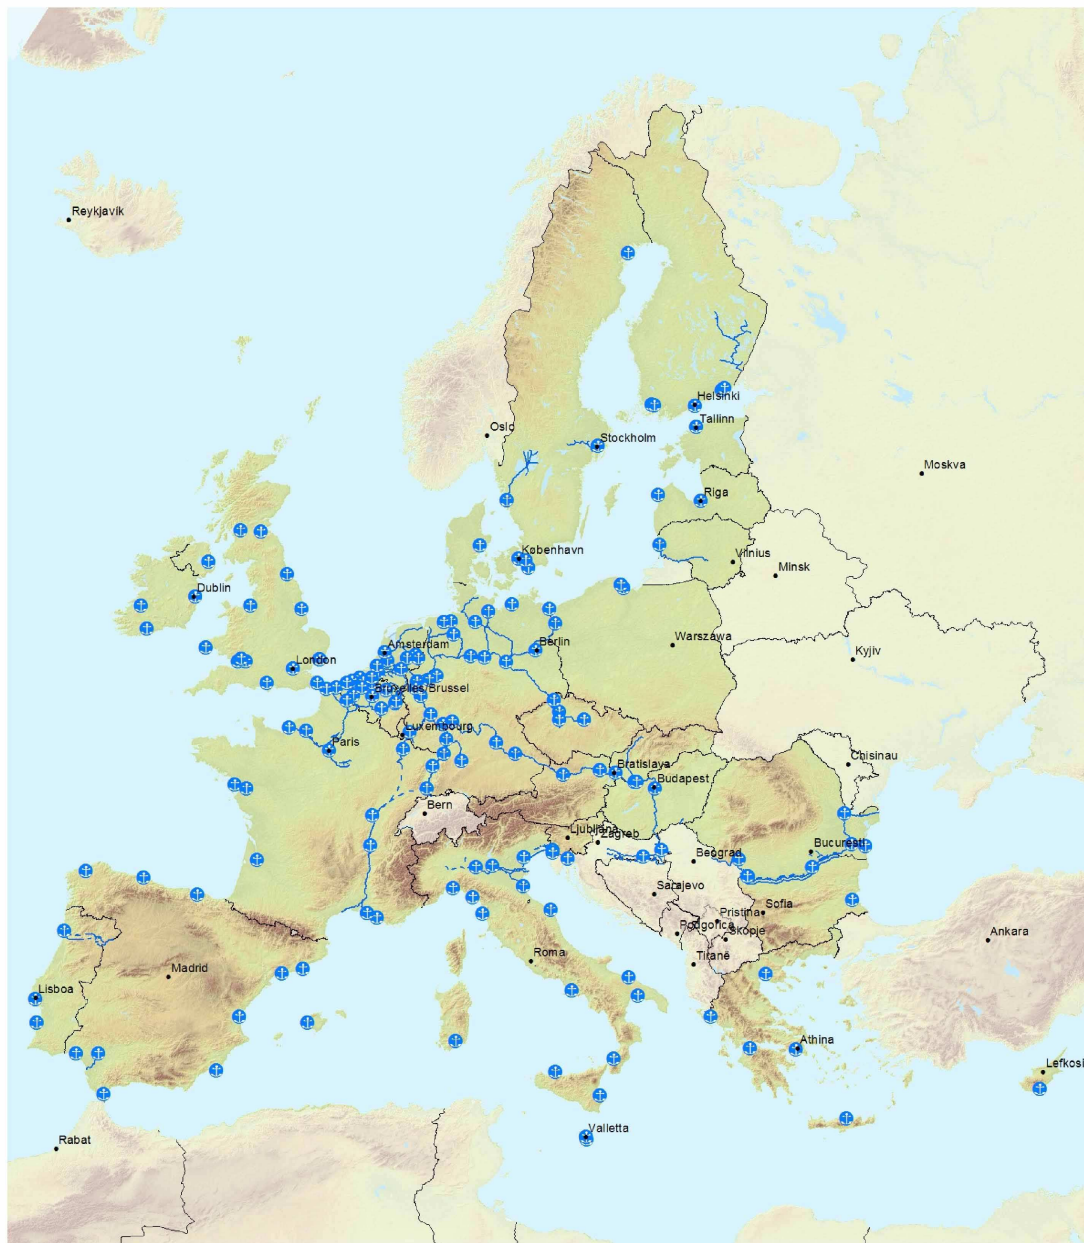 Reykjavík
Oslo
Helsinki
Tallinn
Stockholm
Moskva
Riga
København
Vilnius
Minsk
Dublin
Berlin
Amsterdam
Warszawa
London
Kyjiv
Bruxelles/Brussel
Luxembourg
Paris
Chisinau
Bratislava
Budapest
Bern
Ljubljana
Zagreb
Bucuresti
Beograd
Sarajevo
Sofia
Pristina
Podgorica
Skopje
Ankara
Roma
Tiranë
Madrid
Lisboa
Athina
Lefkosi
Valletta
Rabat